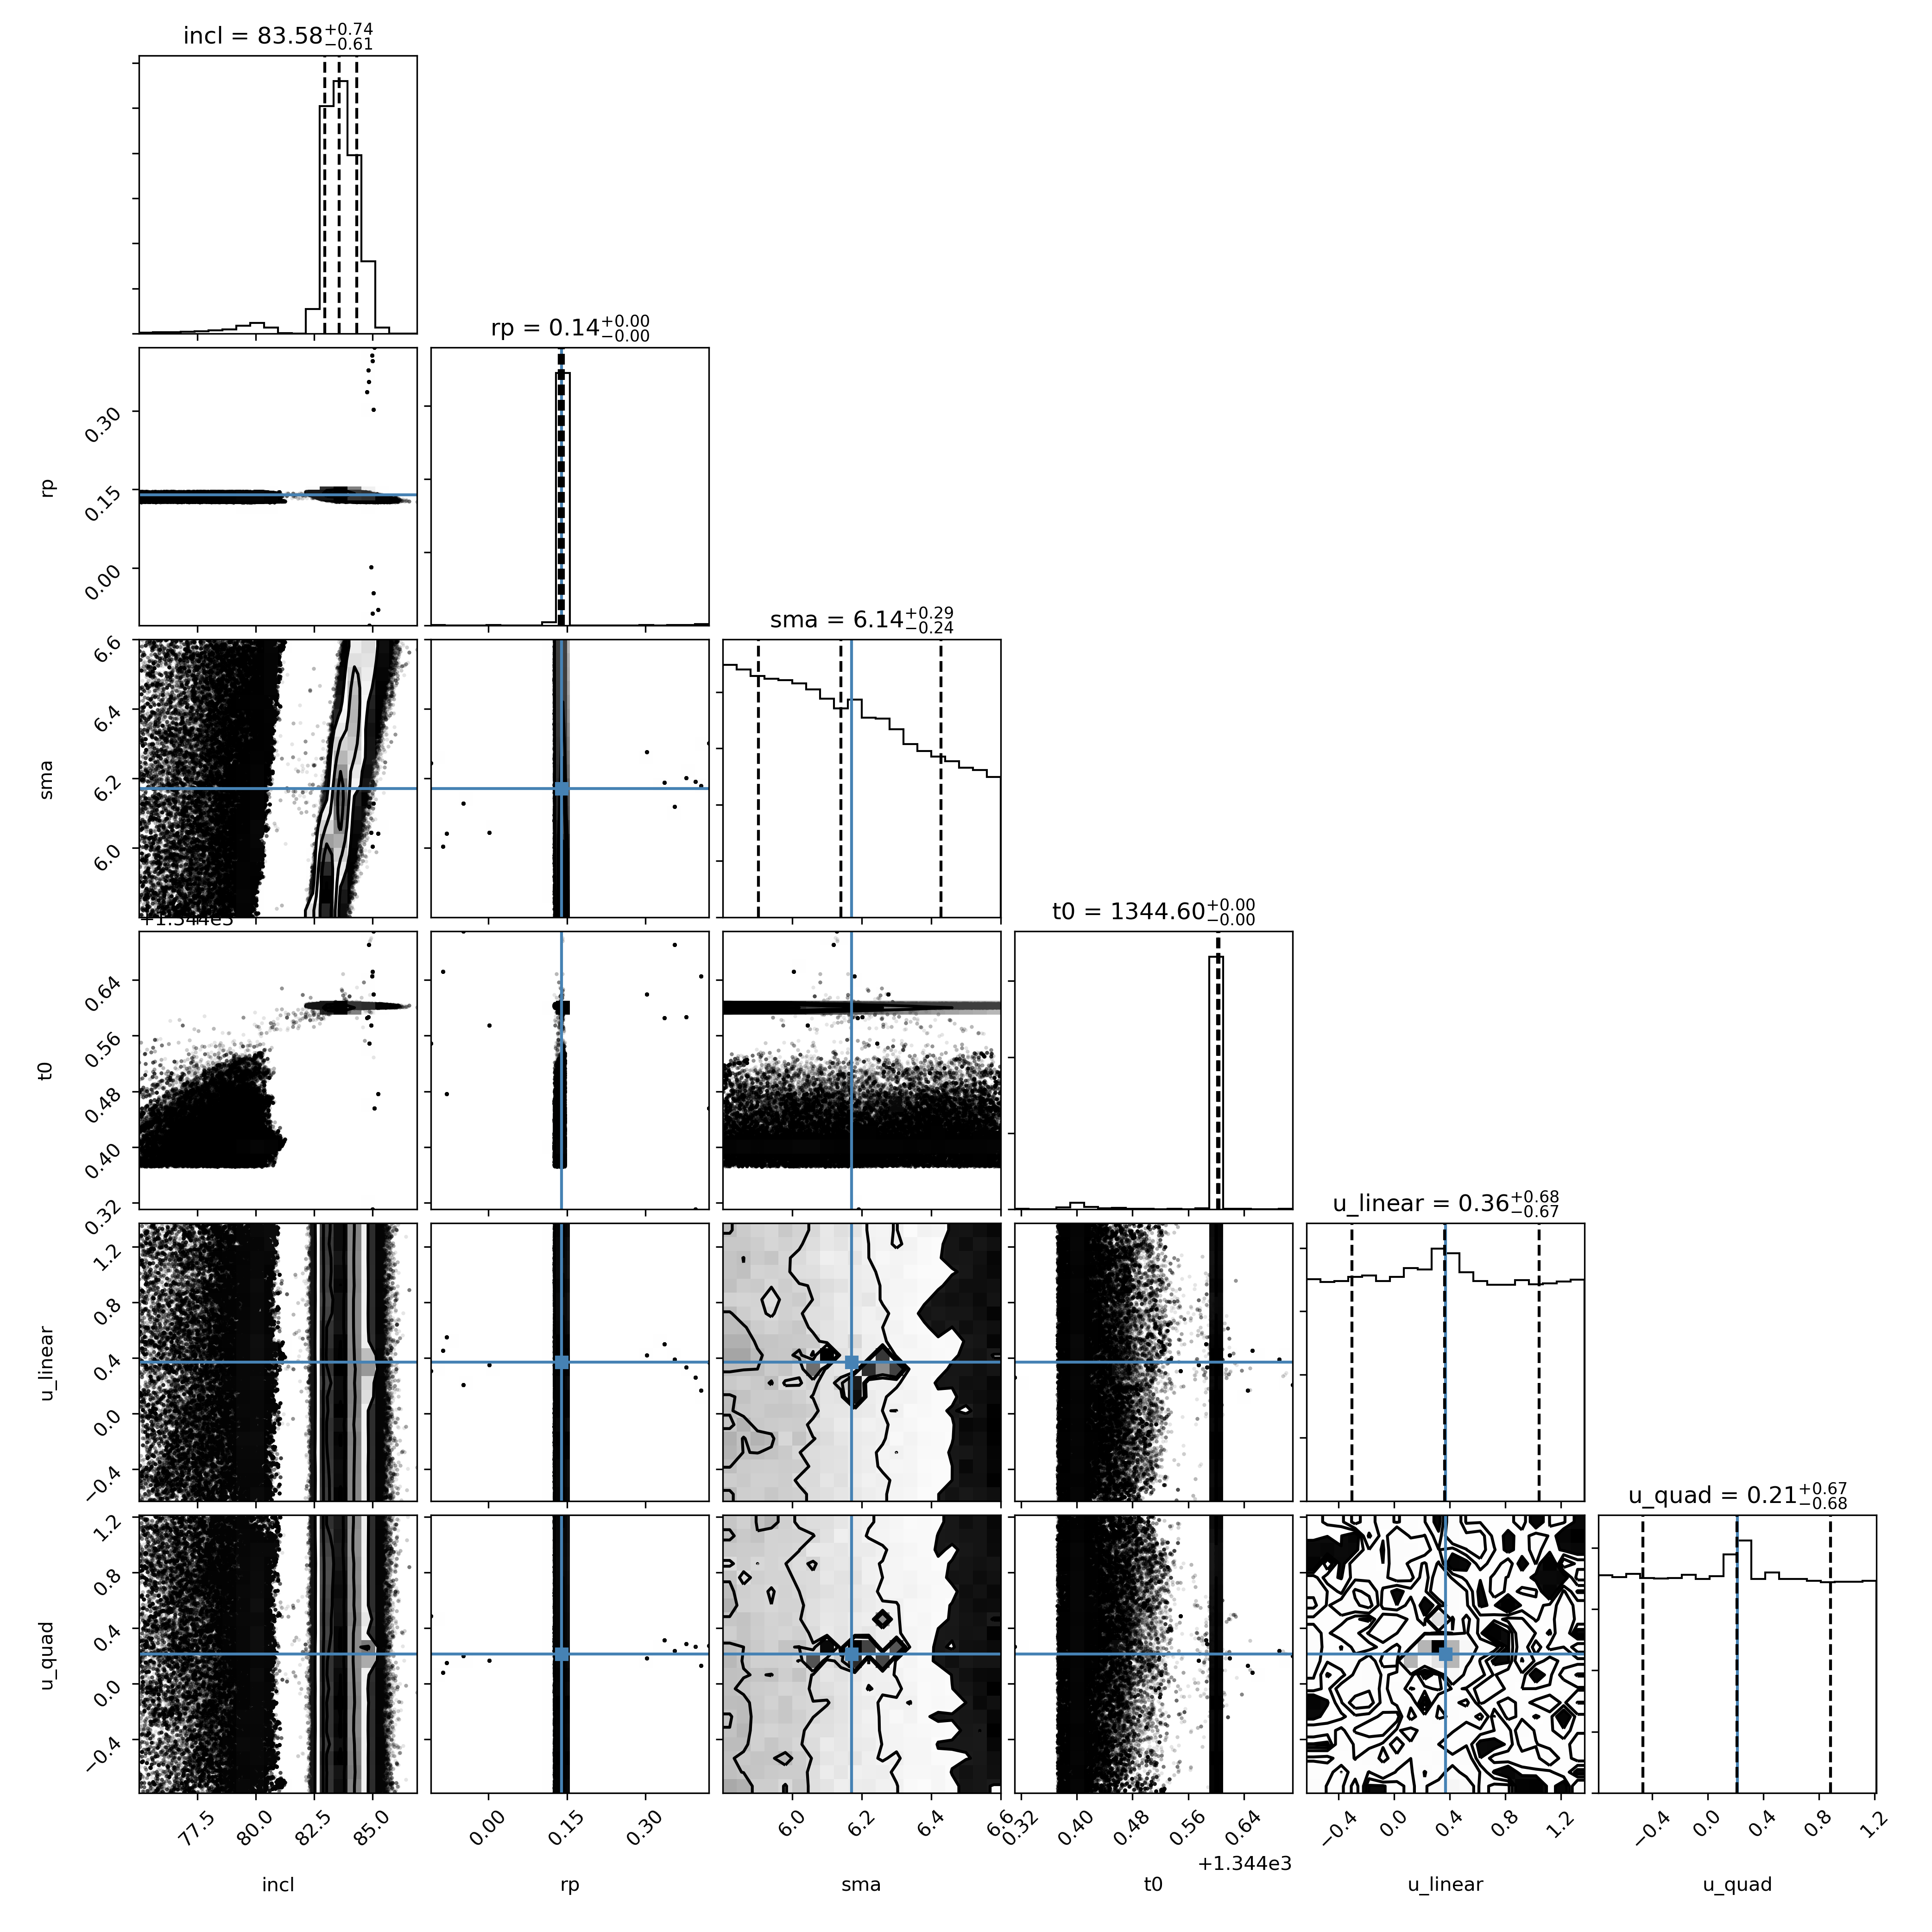 incl = 83.58+0.74−0.61
rp = 0.14+0.00−0.00
rp
0.30
0.15
0.00
sma = 6.14+0.29−0.24
sma
6.6
6.4
6.2
6.0
+1.344e3
t0 = 1344.60+0.00−0.00
t0
0.64
0.56
0.48
0.40
0.32
u_linear = 0.36+0.68−0.67
u_linear
1.2
0.8
0.4
0.0
−0.4
u_quad = 0.21+0.67−0.68
u_quad
1.2
0.8
0.4
0.0
−0.4
77.5 80.0 82.5 85.0 0.00 0.15 0.30 6.0 6.2 6.4 6.6 0.32 0.40 0.48 0.56 0.64 −0.4 0.0 0.4 0.8 1.2 −0.4 0.0 0.4 0.8 1.2
+1.344e3
incl rp sma t0 u_linear u_quad